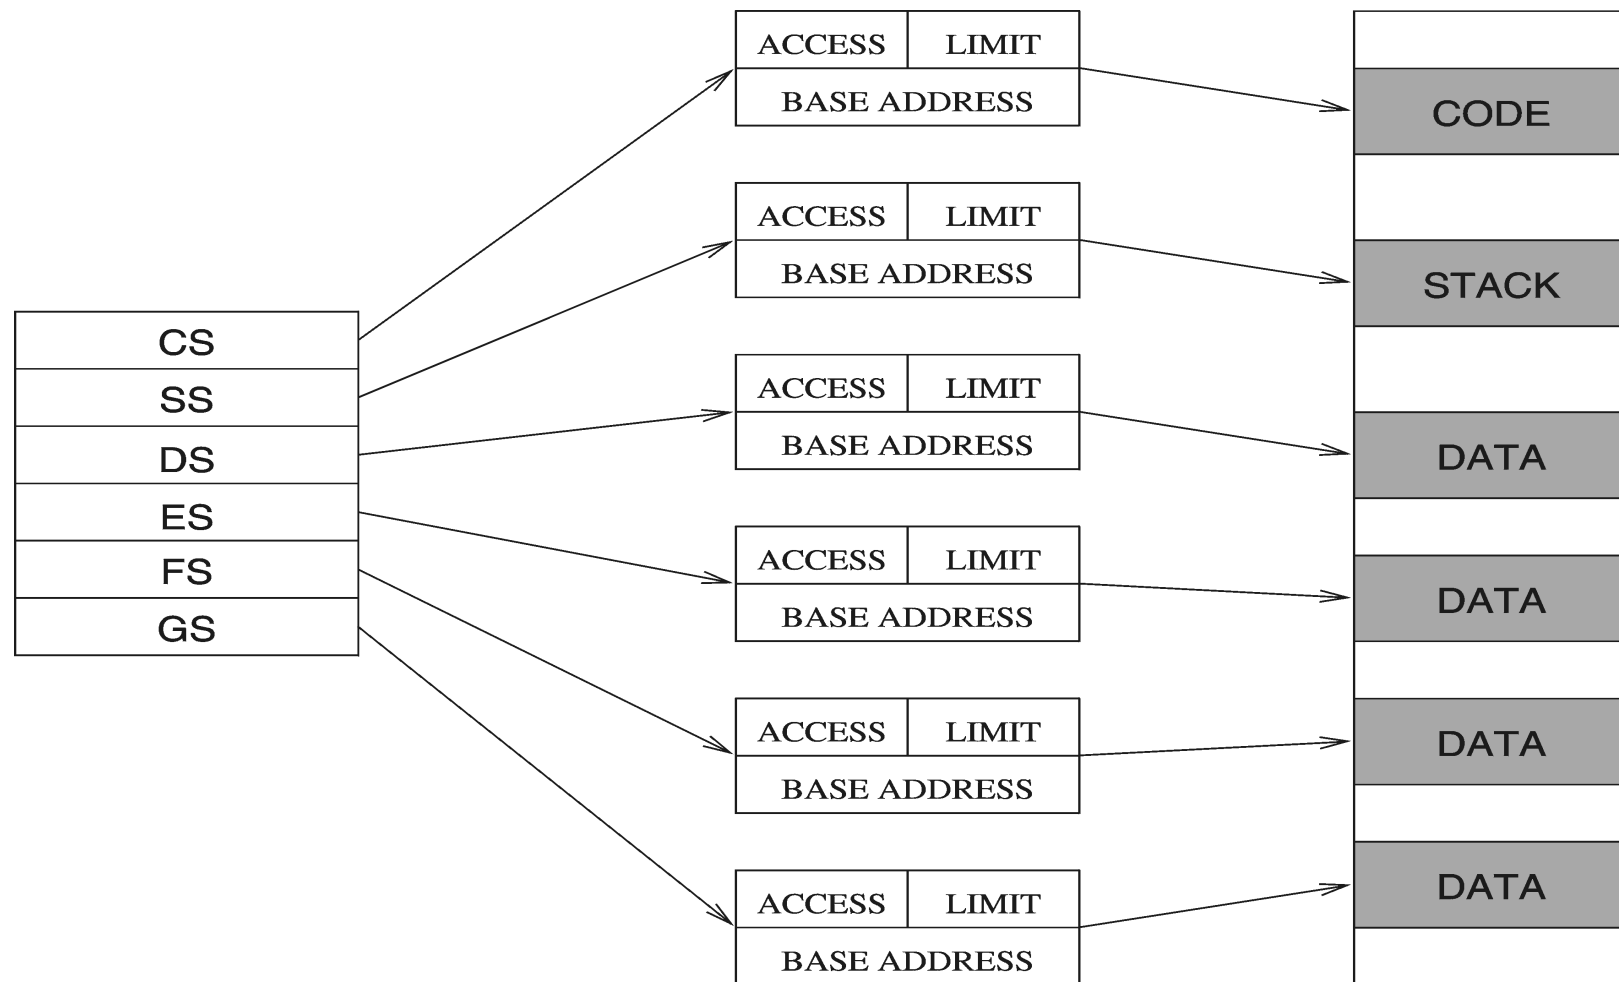 CS
SS
DS
ES
FS
GS
ACCESS LIMIT
BASE ADDRESS
ACCESS LIMIT
BASE ADDRESS
ACCESS LIMIT
BASE ADDRESS
ACCESS LIMIT
BASE ADDRESS
ACCESS LIMIT
BASE ADDRESS
ACCESS LIMIT
BASE ADDRESS
CODE
STACK
DATA
DATA
DATA
DATA